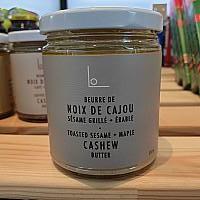 BEURRE DE
NOIX DE CAJOU
SÉSAME GRILLÉ + ÉRABLE
TOASTED SESAME + MAPLE
CASHEW
BUTTER